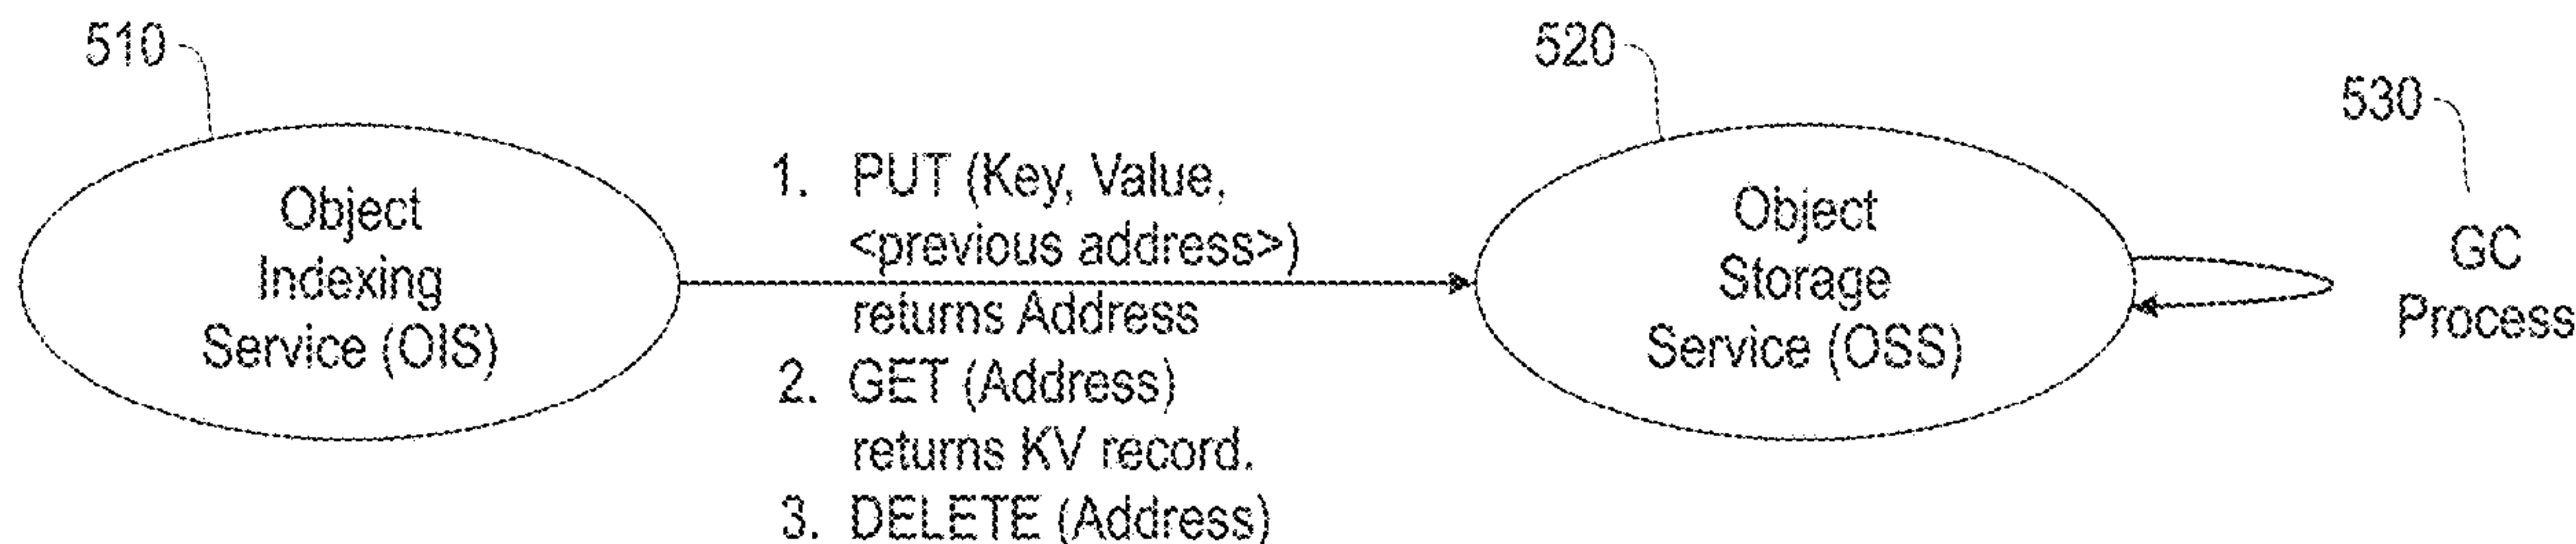 510
Object
Indexing
Service (OIS)
1. PUT (Key, Value,
<previous address>)
returns Address
2. GET (Address)
returns KV record.
3. DELETE (Address)
520
Object
Storage
Service (OSS)
530
GC
Process